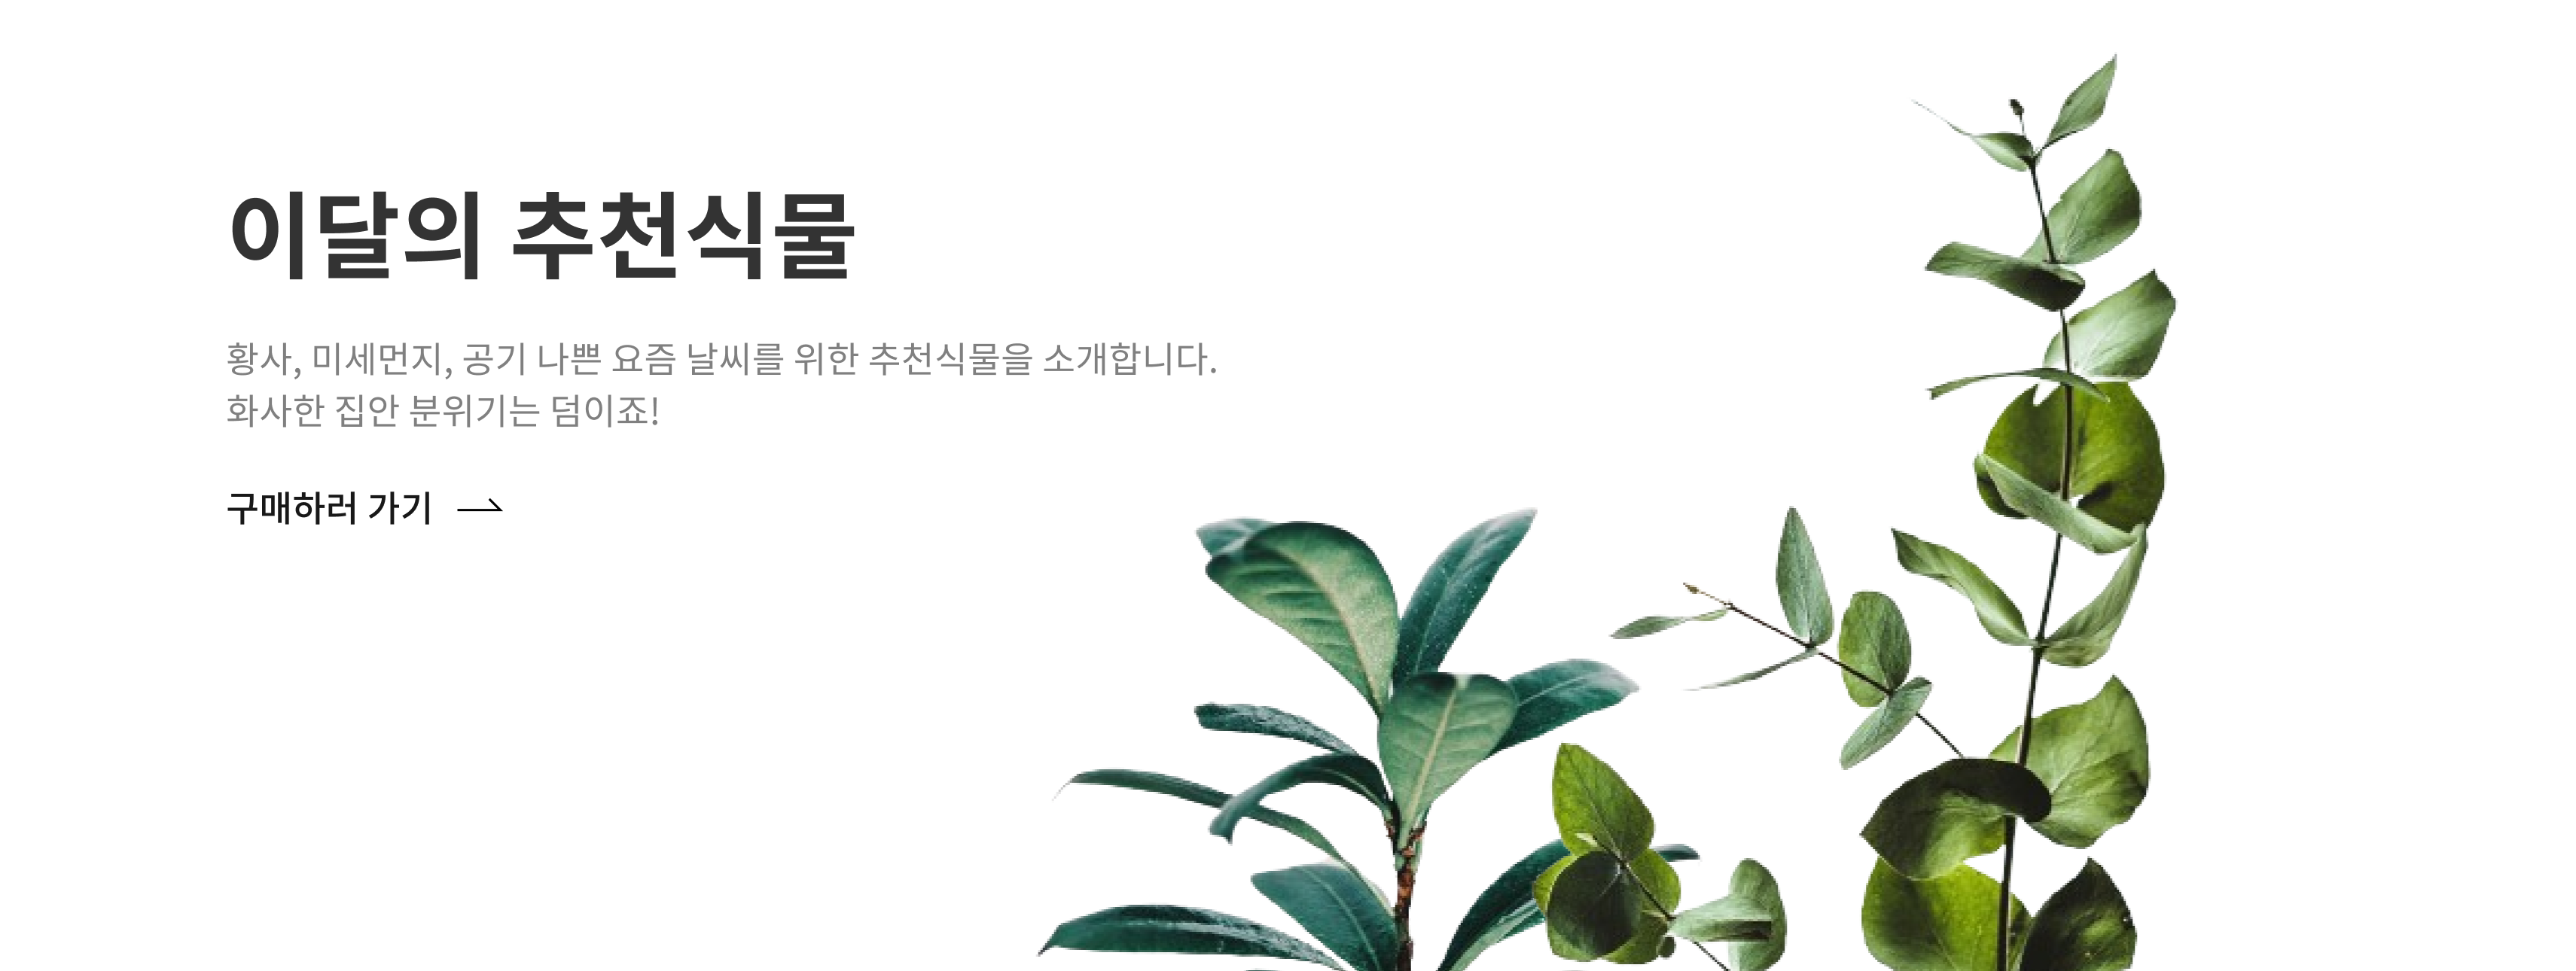 이달의 추천식물
황사, 미세먼지, 공기 나쁜 요즘 날씨를 위한 추천식물을 소개합니다.
화사한 집안 분위기는 덤이죠!
구매하러 가기